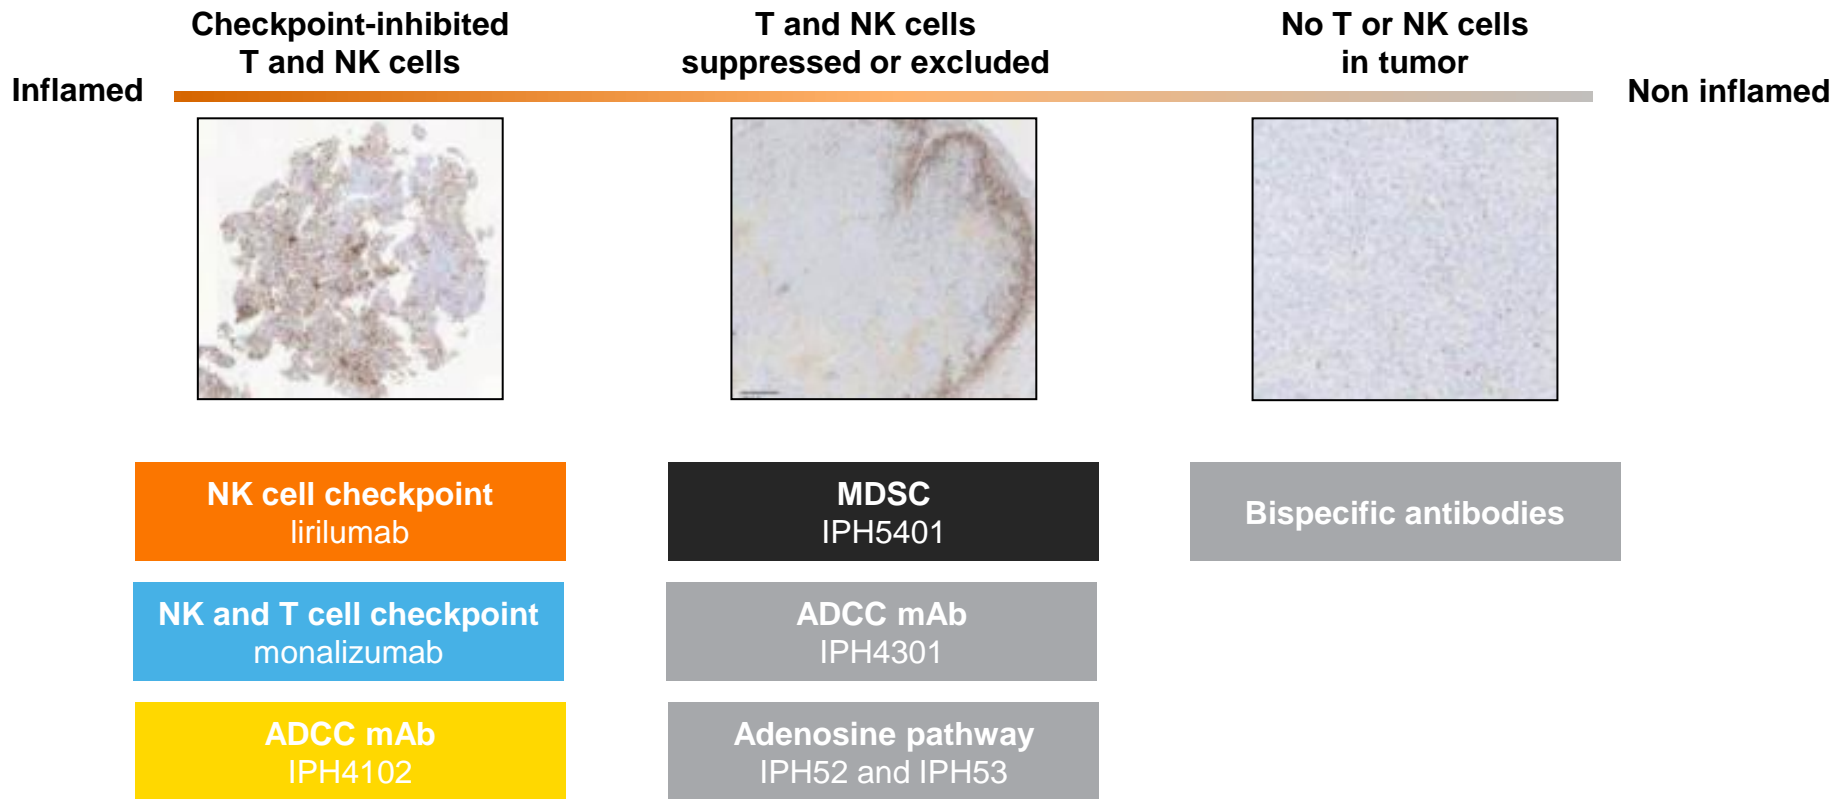 Checkpoint-inhibited
T and NK cells
T and NK cells
suppressed or excluded
No T or NK cells
in tumor
Inflamed
Non inflamed
NK cell checkpoint
lirilumab
NK and T cell checkpoint
monalizumab
ADCC mAb
IPH4102
MDSC
IPH5401
ADCC mAb
IPH4301
Adenosine pathway
IPH52 and IPH53
Bispecific antibodies